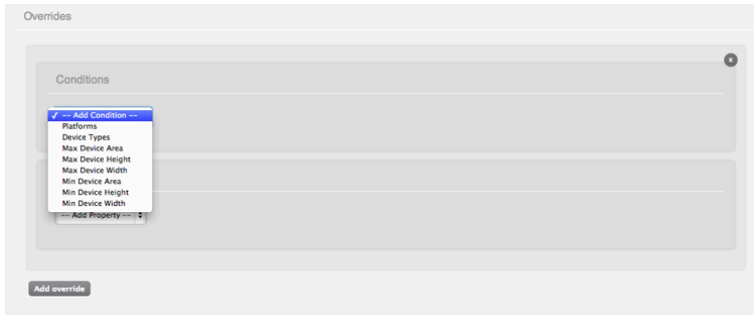 Overrides
x
Conditions
✓ -- Add Condition --
Platforms
Device Types
Max Device Area
Max Device Height
Max Device Width
Min Device Area
Min Device Height
Min Device Width
-- Add Property --
Add override